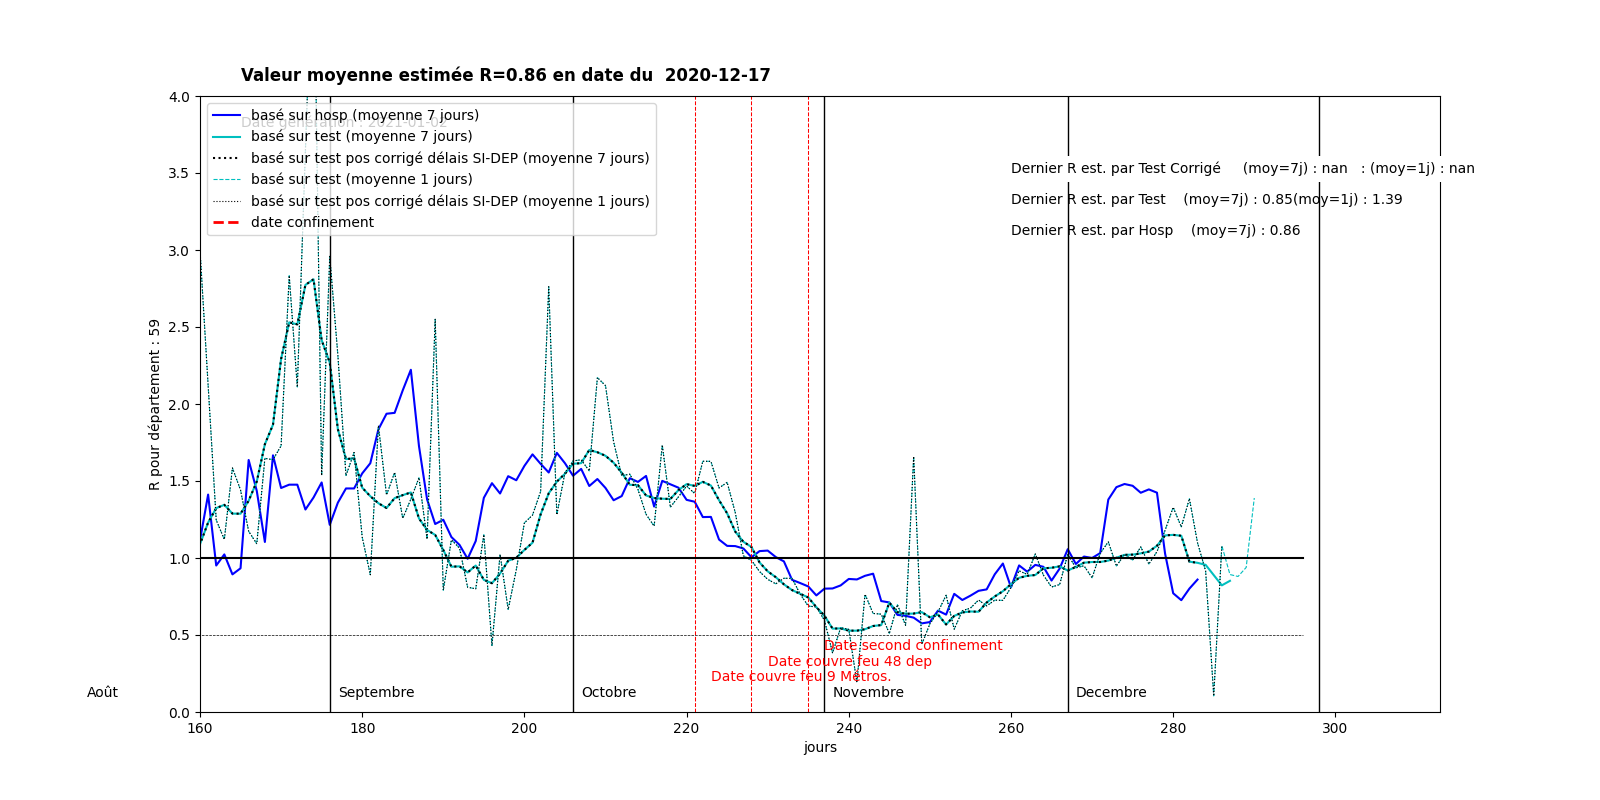 Valeur moyenne estimée R=0.86 en date du  2020-12-17
Date génération : 2021-01-02
basé sur hosp (moyenne 7 jours)
basé sur test (moyenne 7 jours)
basé sur test pos corrigé délais SI-DEP (moyenne 7 jours)
basé sur test (moyenne 1 jours)
basé sur test pos corrigé délais SI-DEP (moyenne 1 jours)
date confinement
Dernier R est. par Test Corrigé     (moy=7j) : nan   : (moy=1j) : nan
Dernier R est. par Test    (moy=7j) : 0.85(moy=1j) : 1.39
Dernier R est. par Hosp    (moy=7j) : 0.86
4.0
3.5
3.0
2.5
2.0
1.5
1.0
0.5
0.0
R pour département : 59
Date second confinement
Date couvre feu 48 dep
Date couvre feu 9 Métros.
Août
Septembre
Octobre
Novembre
Decembre
160
180
200
220
240
260
280
300
jours